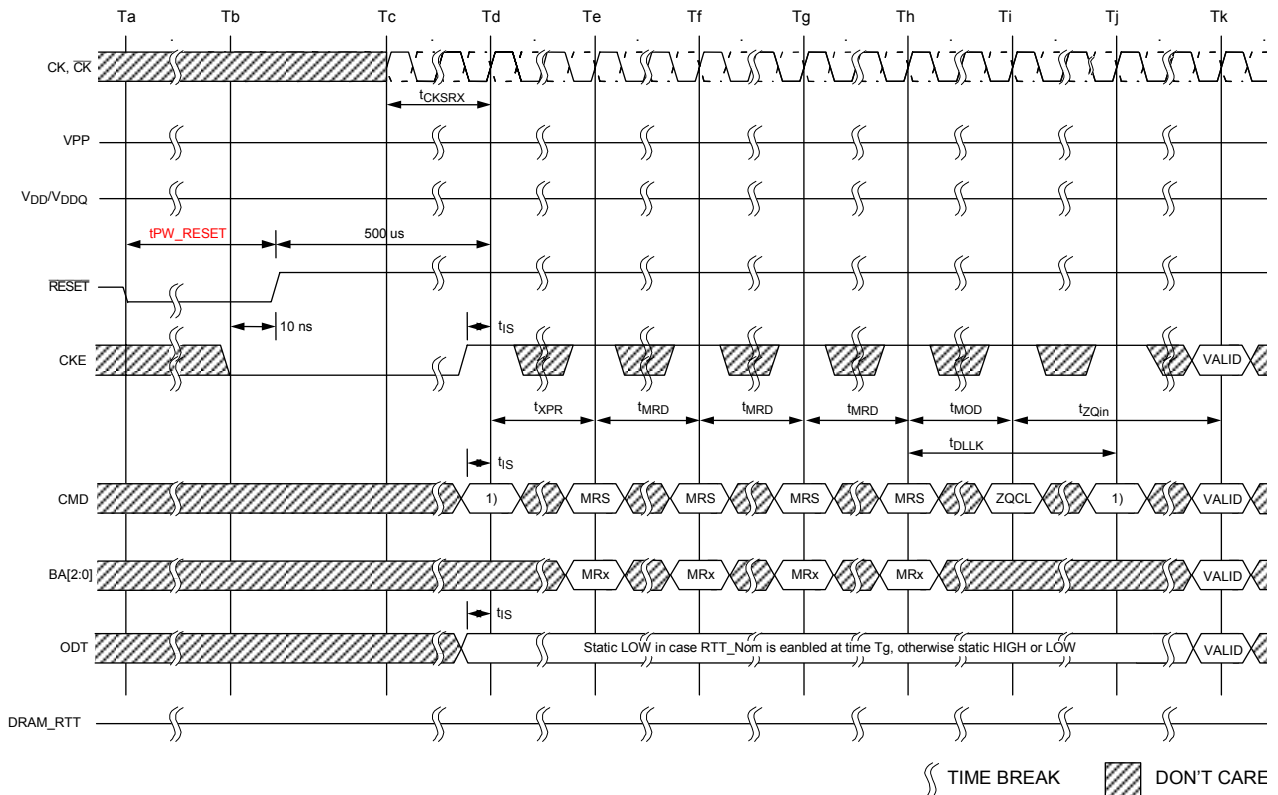 Ta Tb Tc Td Te Tf Tg Th Ti Tj Tk
CK, CK
tCKSRX
VPP
VDD/VDDQ
tPW_RESET 500 us
RESET
10 ns tIS
CKE VALID
tXPR tMRD tMRD tMRD tMOD tZQin
tDLLK
tIS
CMD 1) MRS MRS MRS MRS ZQCL 1) VALID
BA[2:0] MRx MRx MRx MRx VALID
tIS
ODT Static LOW in case RTT_Nom is eanbled at time Tg, otherwise static HIGH or LOW VALID
DRAM_RTT
TIME BREAK DON'T CARE